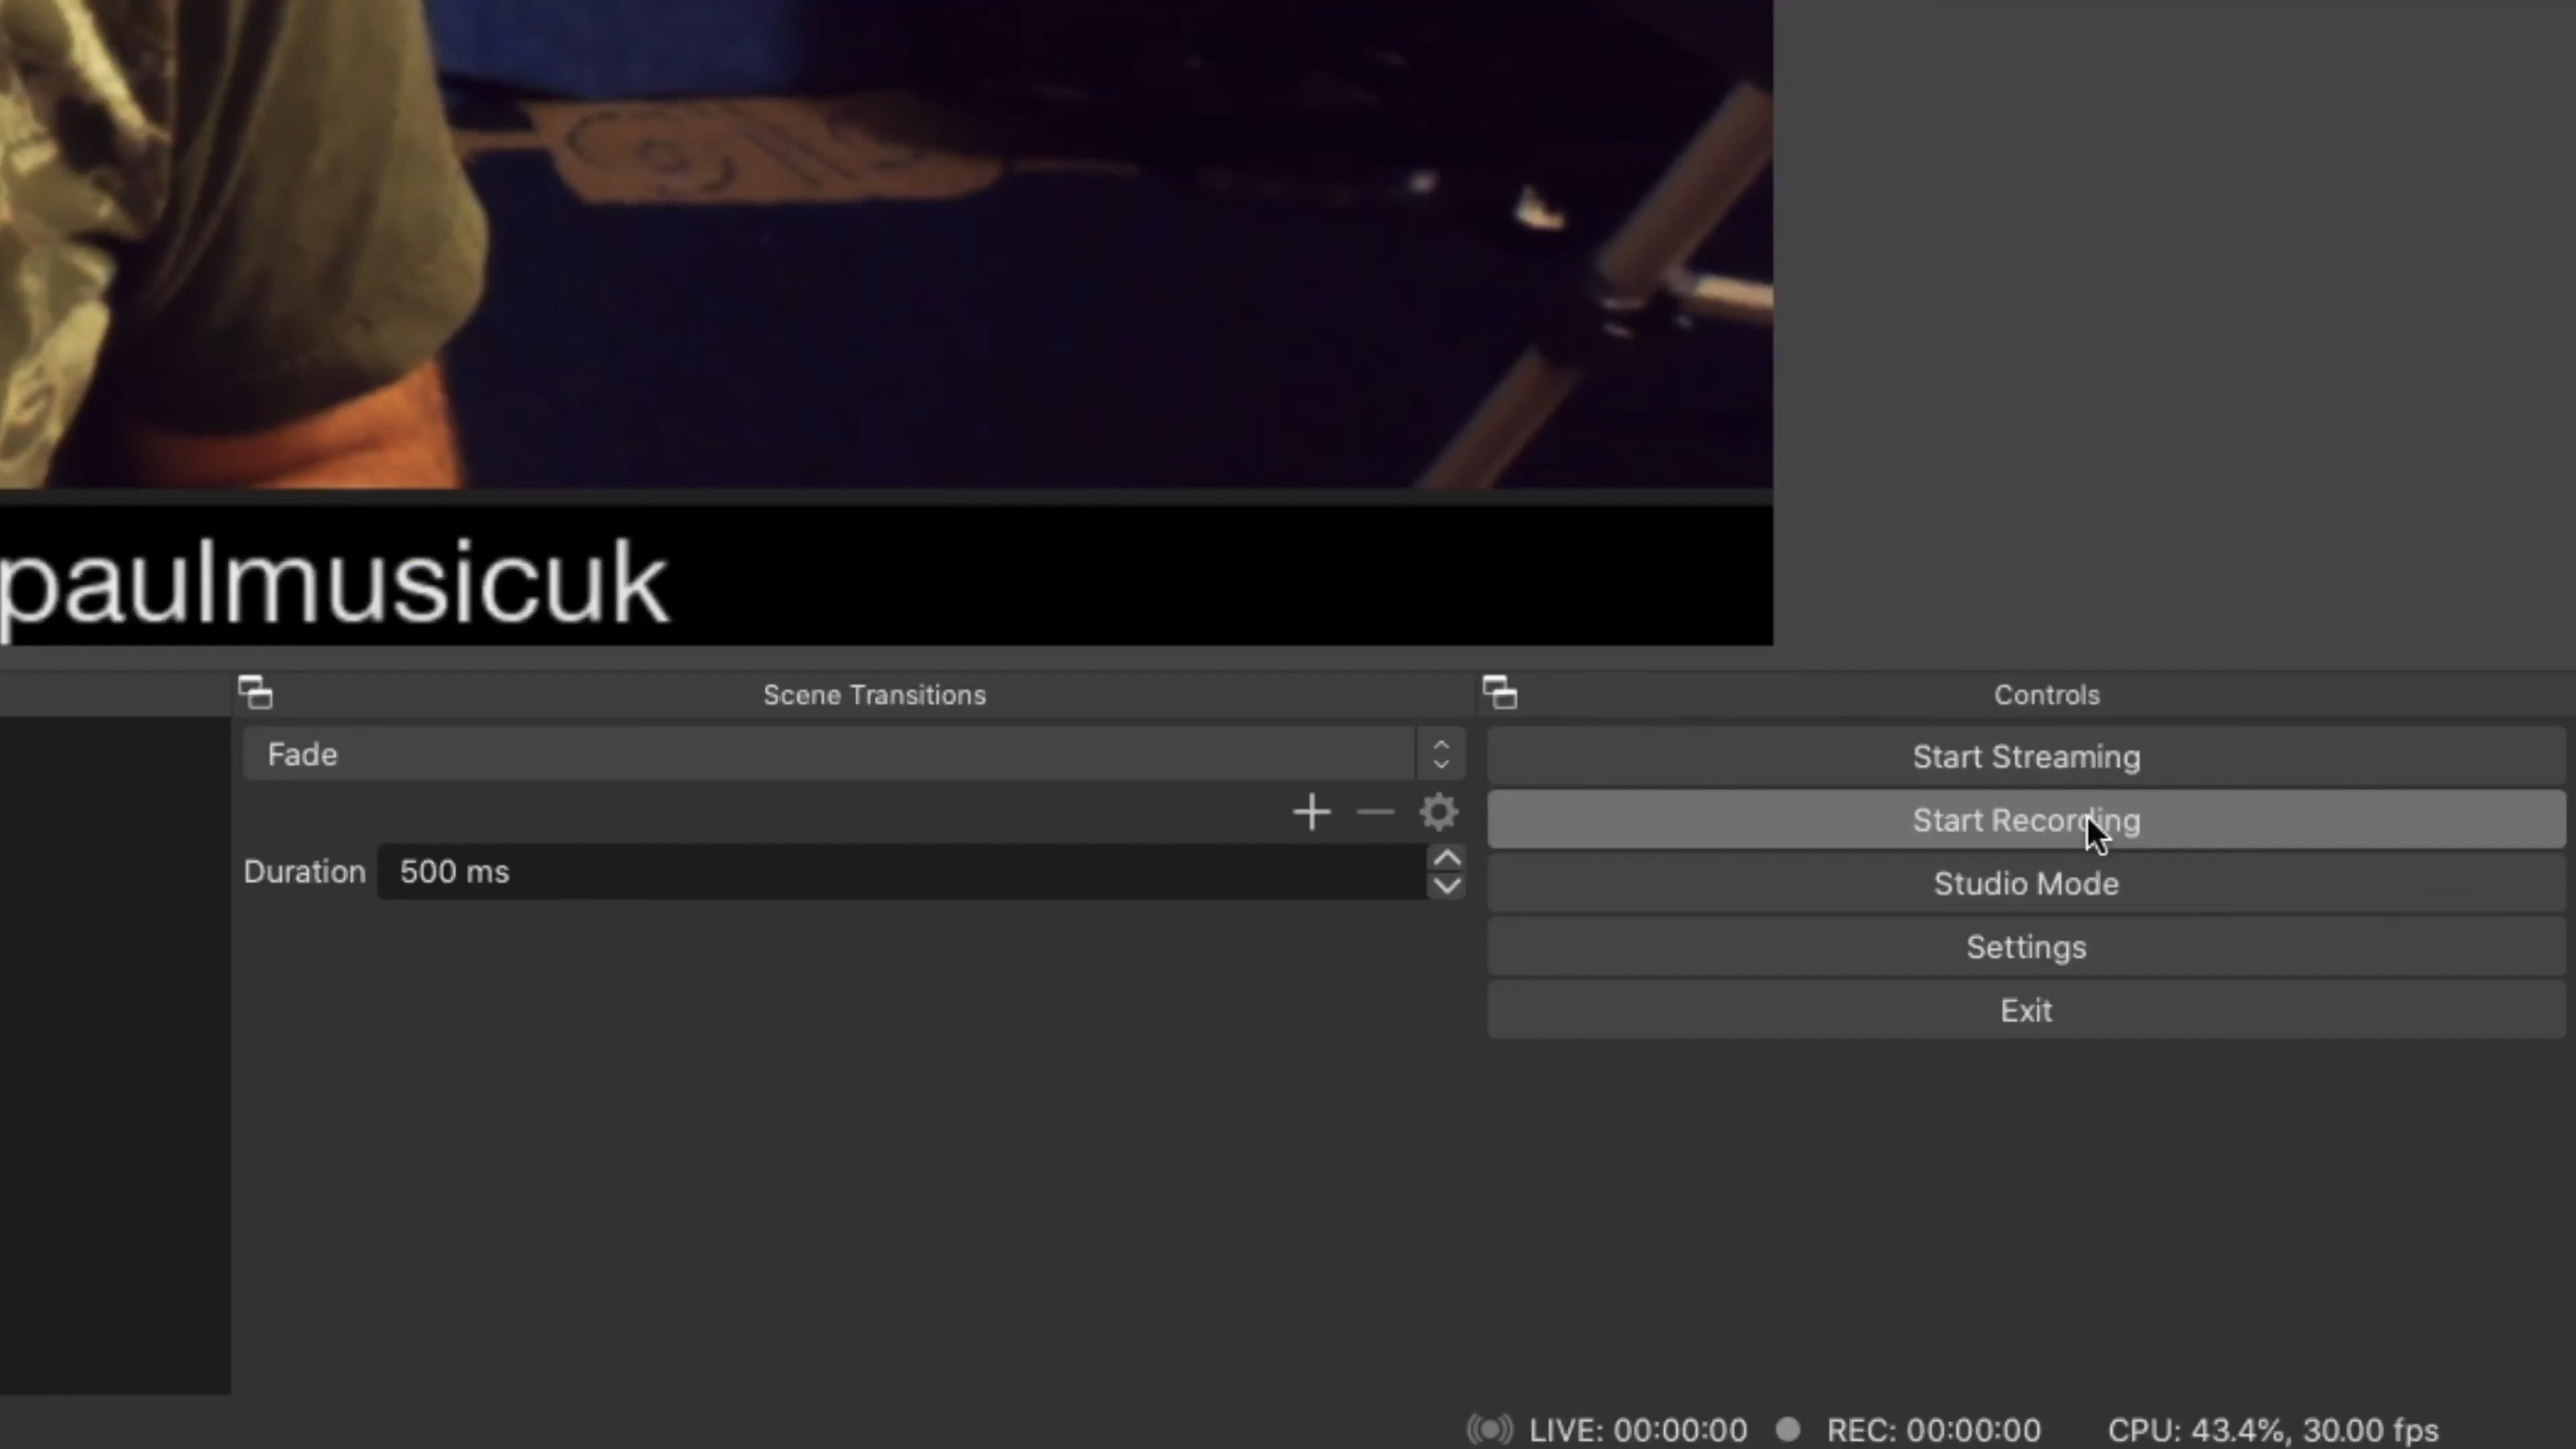 paulmusicuk
Scene Transitions
Controls
Fade
Start Streaming
Start Recording
Duration 500 ms
Studio Mode
Settings
Exit
LIVE: 00:00:00 REC: 00:00:00 CPU: 43.4%, 30.00 fps